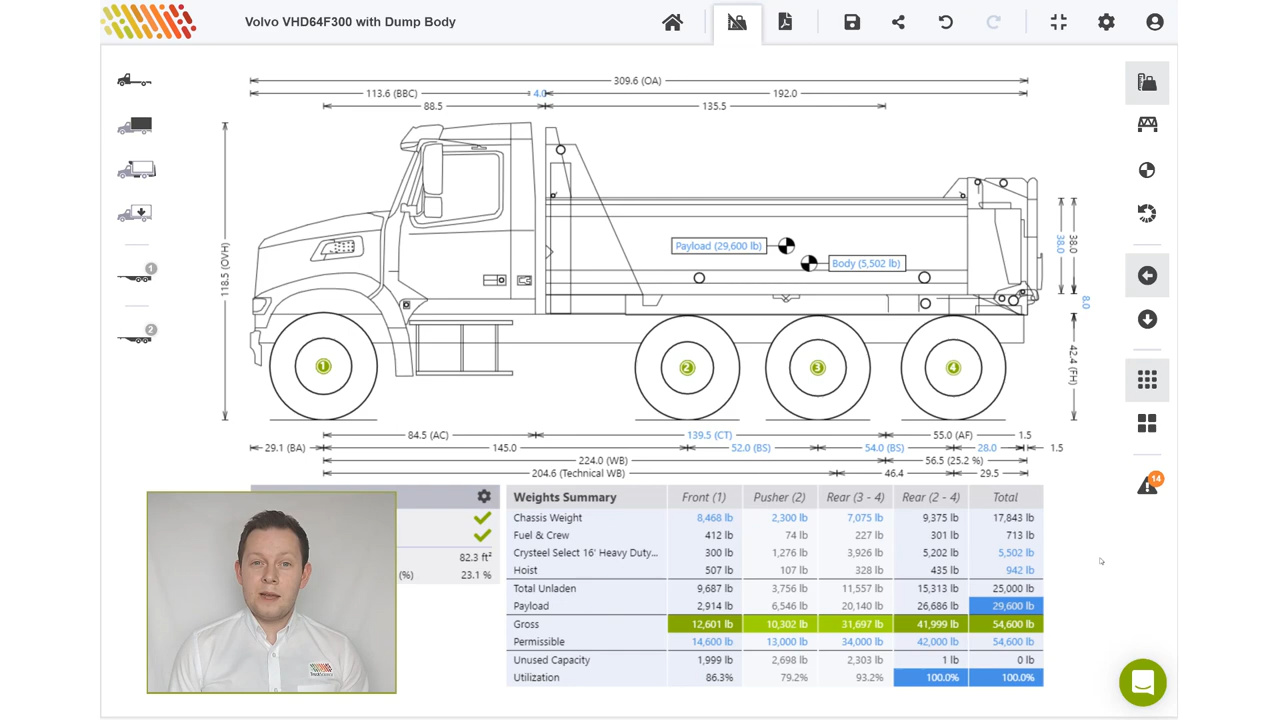 Volvo VHD64F300 with Dump Body
309.6 (OA)
113.6 (BBC) 4.0 192.0
88.5 135.5
118.5 (OVH)
Payload (29,600 lb)
Body (5,502 lb)
38.0 38.0
8.0
42.4 (FH)
1 2 3 4
1
2
14
84.5 (AC) 139.5 (CT) 55.0 (AF) 1.5
29.1 (BA) 145.0 52.0 (BS) 54.0 (BS) 28.0 1.5
224.0 (WB) 56.5 (25.2 %)
204.6 (Technical WB) 46.4 29.5
82.3 ft²
(%) 23.1 %
Weights Summary Front (1) Pusher (2) Rear (3 - 4) Rear (2 - 4) Total
Chassis Weight 8,468 lb 2,300 lb 7,075 lb 9,375 lb 17,843 lb
Fuel & Crew 412 lb 74 lb 227 lb 301 lb 713 lb
Crysteel Select 16' Heavy Duty... 300 lb 1,276 lb 3,926 lb 5,202 lb 5,502 lb
Hoist 507 lb 107 lb 328 lb 435 lb 942 lb
Total Unladen 9,687 lb 3,756 lb 11,557 lb 15,313 lb 25,000 lb
Payload 2,914 lb 6,546 lb 20,140 lb 26,686 lb 29,600 lb
Gross 12,601 lb 10,302 lb 31,697 lb 41,999 lb 54,600 lb
Permissible 14,600 lb 13,000 lb 34,000 lb 42,000 lb 54,600 lb
Unused Capacity 1,999 lb 2,698 lb 2,303 lb 1 lb 0 lb
Utilization 86.3% 79.2% 93.2% 100.0% 100.0%